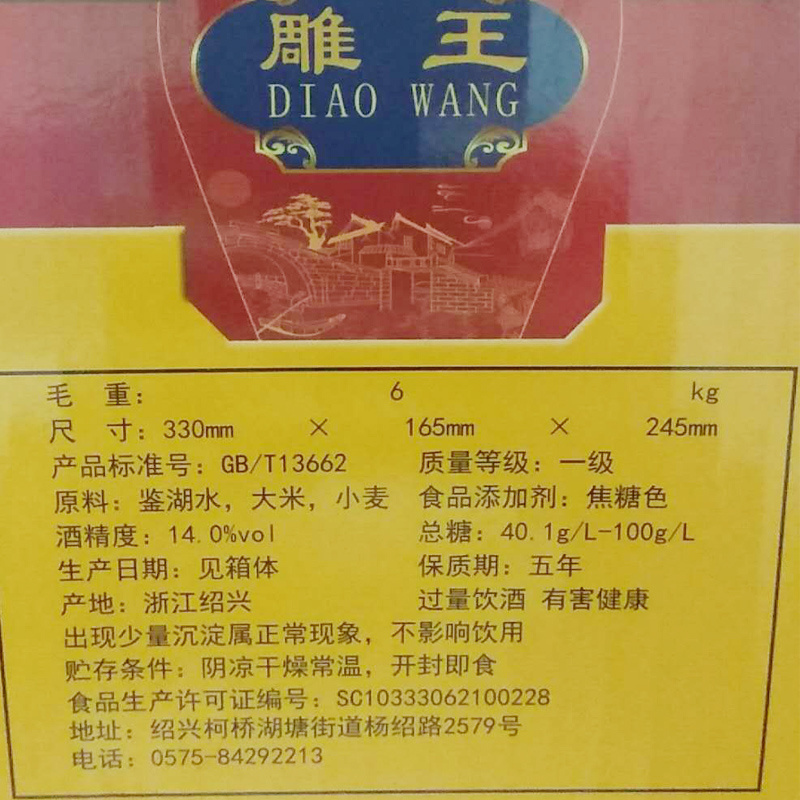 雕 王
DIAO WANG
毛 重： 6 kg
尺 寸：330mm × 165mm × 245mm
产品标准号：GB/T13662 质量等级：一级
原料：鉴湖水，大米，小麦 食品添加剂：焦糖色
酒精度：14.0%vol 总糖：40.1g/L-100g/L
生产日期：见箱体 保质期：五年
产地：浙江绍兴 过量饮酒 有害健康
出现少量沉淀属正常现象，不影响饮用
贮存条件：阴凉干燥常温，开封即食
食品生产许可证编号：SC10333062100228
地址：绍兴柯桥湖塘街道杨绍路2579号
电话：0575-84292213